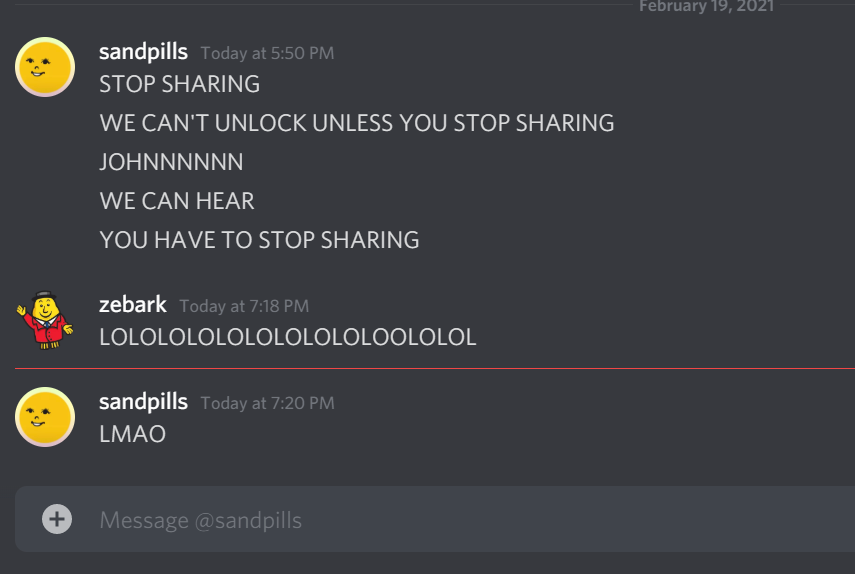 February 19, 2021
sandpills Today at 5:50 PM
STOP SHARING
WE CAN'T UNLOCK UNLESS YOU STOP SHARING
JOHNNNNNN
WE CAN HEAR
YOU HAVE TO STOP SHARING
zebark Today at 7:18 PM
LOLOLOLOLOLOLOLOLOLOOLOLOL
sandpills Today at 7:20 PM
LMAO
Message @sandpills